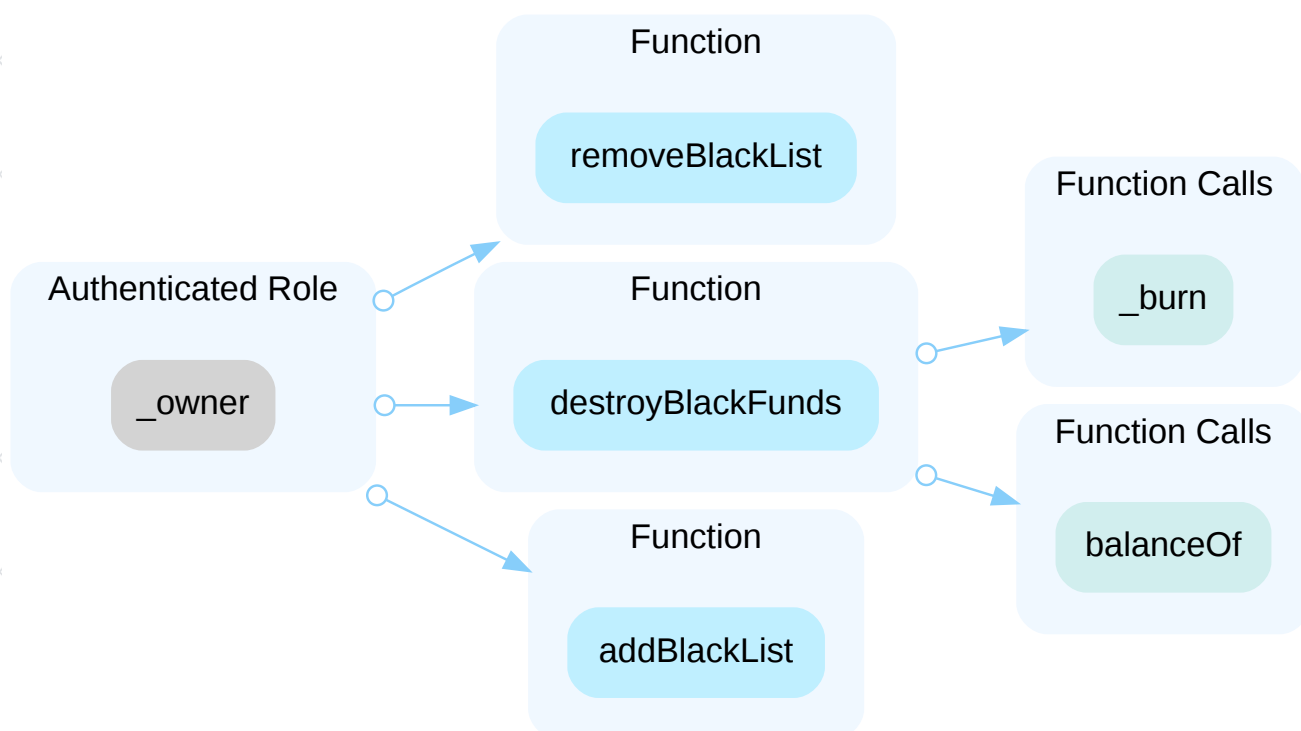 Function
removeBlackList
Function Calls
_burn
Authenticated Role
_owner
Function
destroyBlackFunds
Function Calls
balanceOf
Function
addBlackList